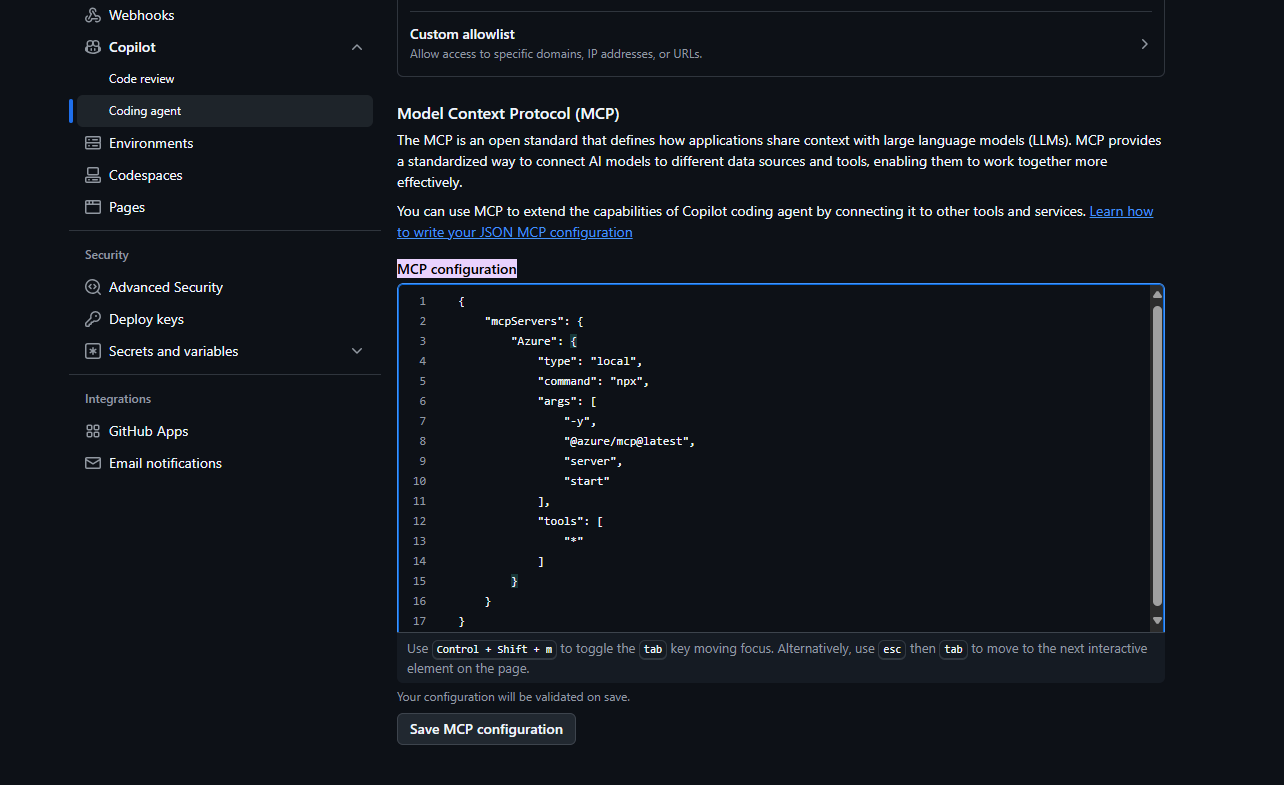 Webhooks
Copilot
Code review
Coding agent
Environments
Codespaces
Pages
Security
Advanced Security
Deploy keys
Secrets and variables
Integrations
GitHub Apps
Email notifications
Custom allowlist
Allow access to specific domains, IP addresses, or URLs.
Model Context Protocol (MCP)
The MCP is an open standard that defines how applications share context with large language models (LLMs). MCP provides
a standardized way to connect AI models to different data sources and tools, enabling them to work together more
effectively.
You can use MCP to extend the capabilities of Copilot coding agent by connecting it to other tools and services. Learn how
to write your JSON MCP configuration
MCP configuration
1 {
2 "mcpServers": {
3 "Azure": {
4 "type": "local",
5 "command": "npx",
6 "args": [
7 "-y",
8 "@azure/mcp@latest",
9 "server",
10 "start"
11 ],
12 "tools": [
13 "*"
14 ]
15 }
16 }
17 }
Use Control + Shift + m to toggle the tab key moving focus. Alternatively, use esc then tab to move to the next interactive
element on the page.
Your configuration will be validated on save.
Save MCP configuration